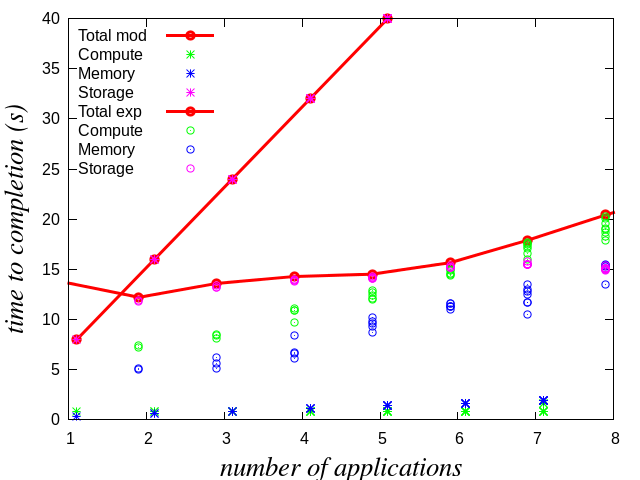 40
35
30
25
20
15
10
5
0
time to completion (s)
Total mod
Compute
Memory
Storage
Total exp
Compute
Memory
Storage
1 2 3 4 5 6 7 8
number of applications